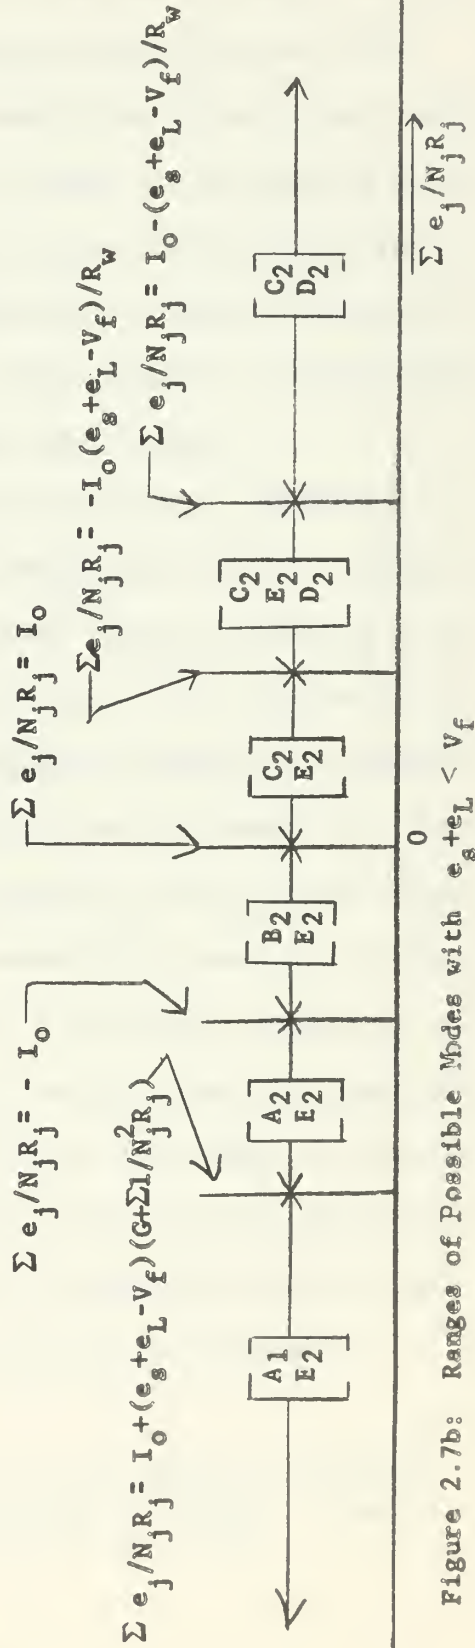 Σ e_j/N_jR_j = I_o+(e_s+e_L-V_f)(G+Σ1/N_j^2R_j)
Σ e_j/N_jR_j = - I_o
Σ e_j/N_jR_j = I_o
Σe_j/N_jR_j = -I_o(e_s+e_L-V_f)/R_w
Σ e_j/N_jR_j = I_o-(e_s+e_L-V_f)/R_w
A1
E2
A2
E2
B2
E2
C2
E2
C2
E2
D2
C2
D2
0
Σ e_j/N_jR_j
Figure 2.7b: Ranges of Possible Modes with e_s+e_L < V_f